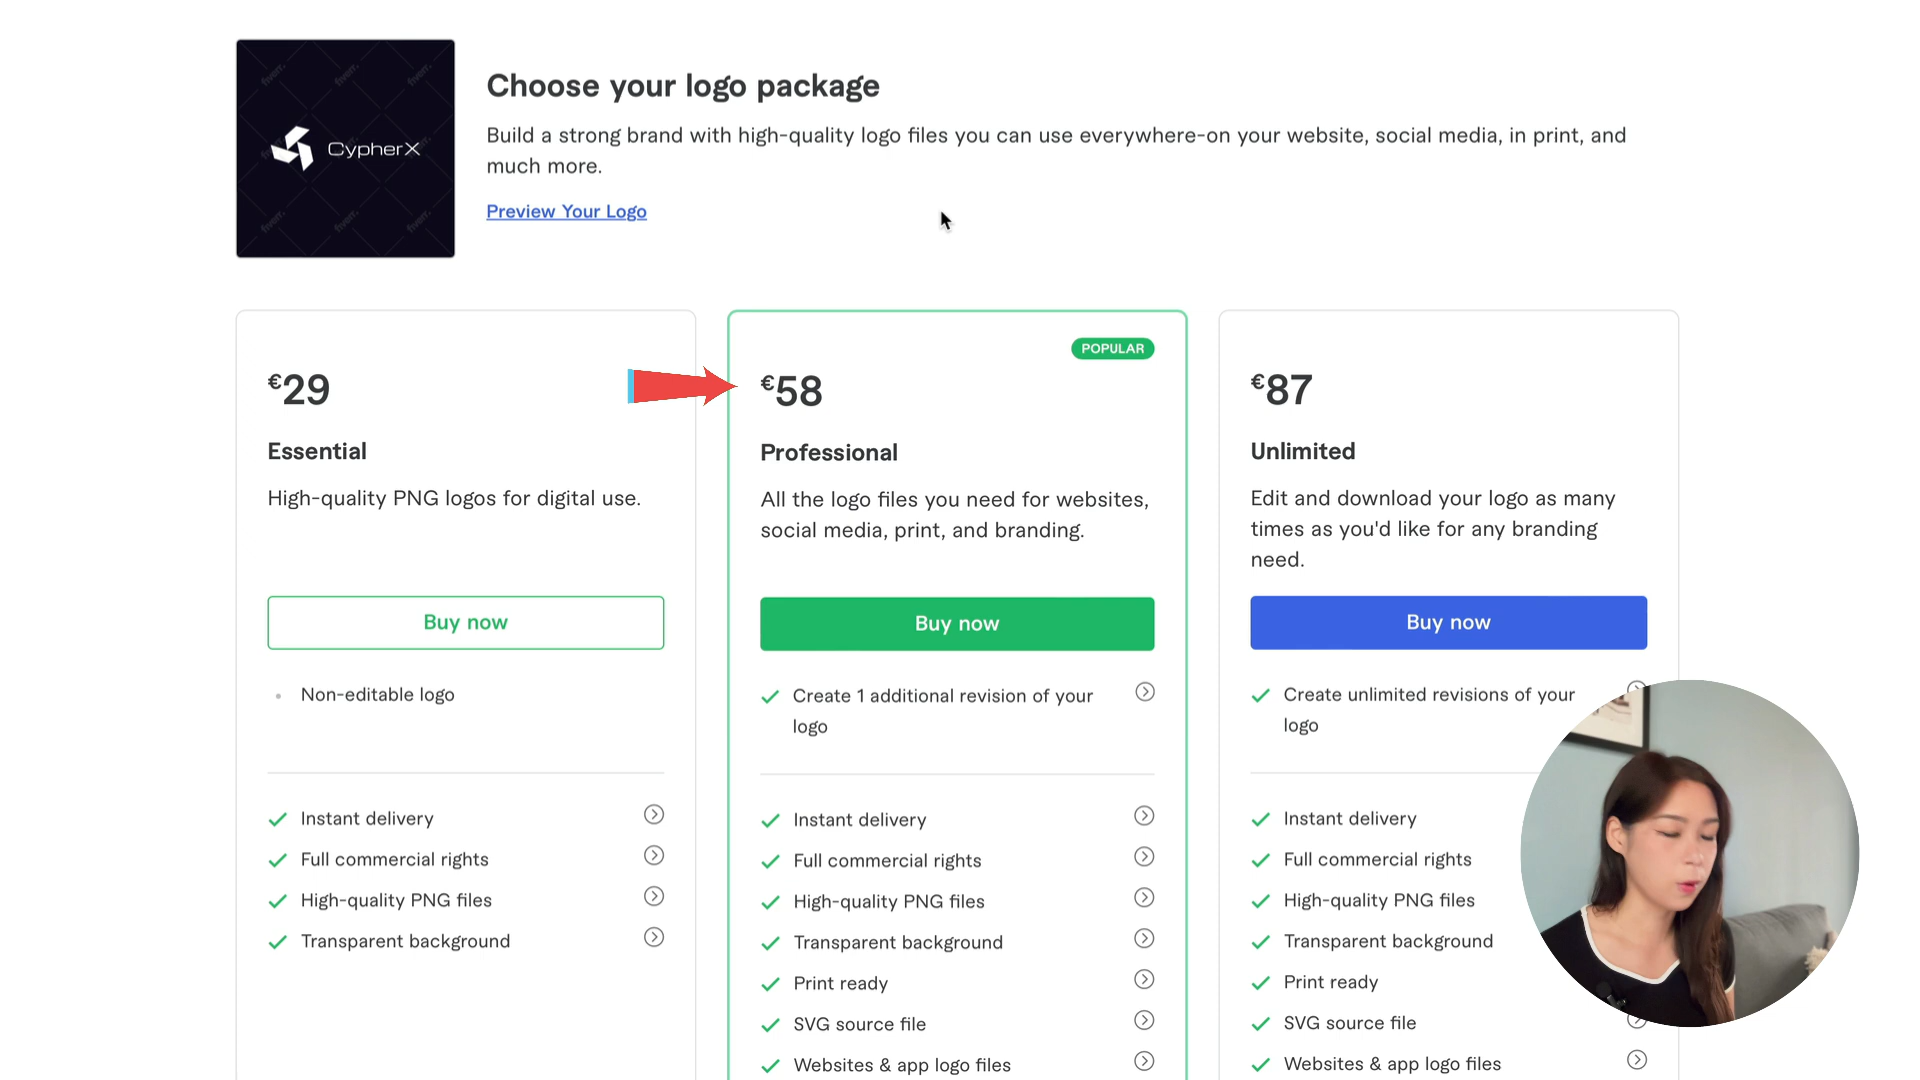 fiverr.
fiverr.
fiverr.
CypherX
fiverr.
fiverr.
fiverr.
Choose your logo package
Build a strong brand with high-quality logo files you can use everywhere-on your website, social media, in print, and
much more.
Preview Your Logo
€29
Essential
High-quality PNG logos for digital use.
Buy now
Non-editable logo
Instant delivery
Full commercial rights
High-quality PNG files
Transparent background
POPULAR
€58
Professional
All the logo files you need for websites,
social media, print, and branding.
Buy now
Create 1 additional revision of your
logo
Instant delivery
Full commercial rights
High-quality PNG files
Transparent background
Print ready
SVG source file
Websites & app logo files
€87
Unlimited
Edit and download your logo as many
times as you'd like for any branding
need.
Buy now
Create unlimited revisions of your
logo
Instant delivery
Full commercial rights
High-quality PNG files
Transparent background
Print ready
SVG source file
Websites & app logo files